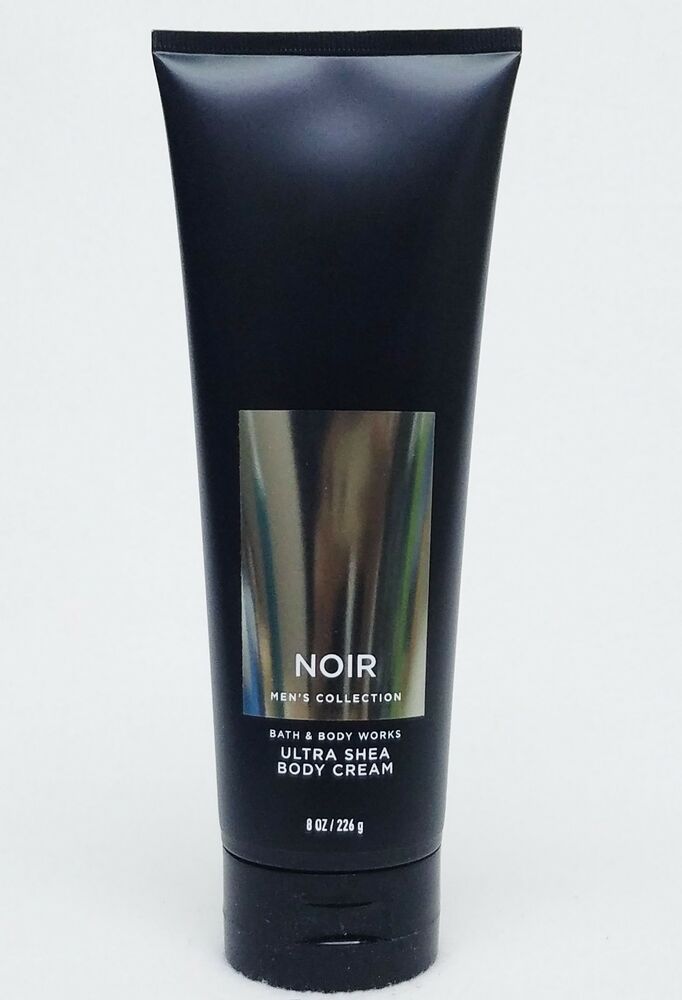 NOIR
MEN'S COLLECTION
BATH & BODY WORKS
ULTRA SHEA
BODY CREAM
8 OZ / 226 g